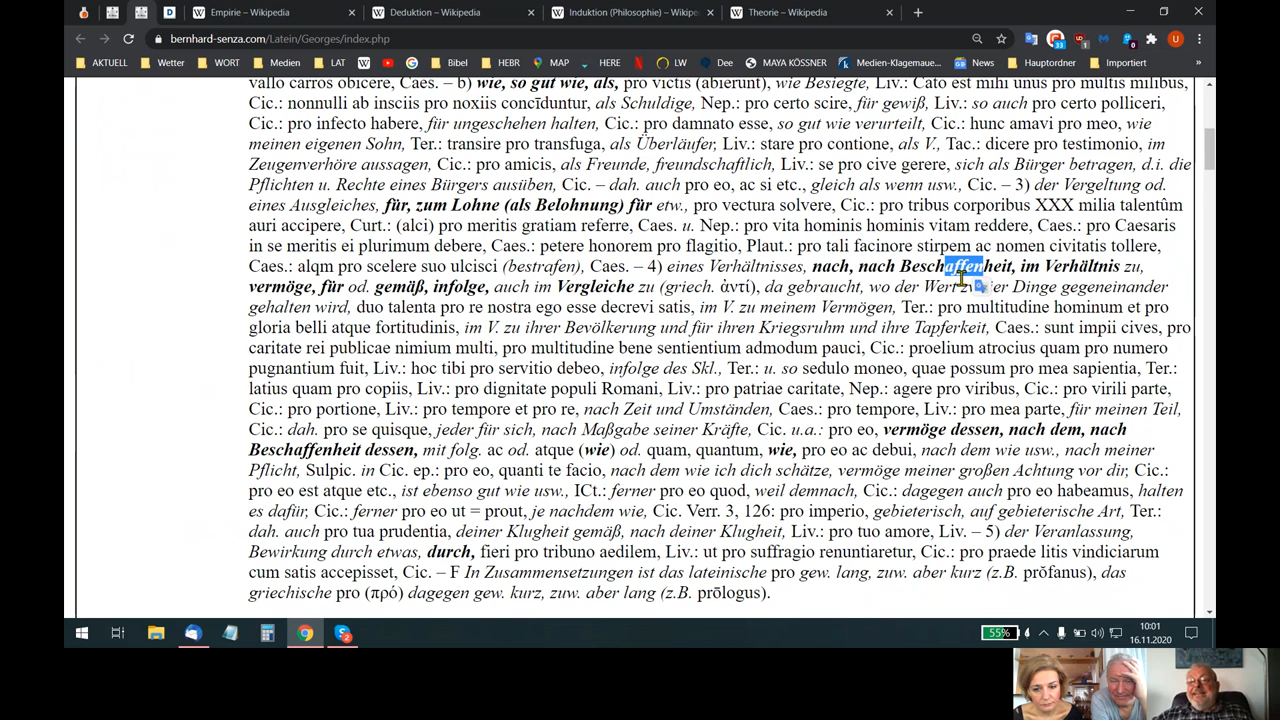 Empirie – Wikipedia
Deduktion – Wikipedia
Induktion (Philosophie) – Wikipe
Theorie – Wikipedia
bernhard-senza.com/Latein/Georges/index.php
AKTUELL Wetter WORT Medien LAT MAP HERE Bibel HEBR Google NEU LW Dee MAYA KÖSSNER Medien-Klagemaue... News Hauptordner Importiert
vallo carros obicere, Caes. – b) wie, so gut wie, als, pro victis (abierunt), wie Besiegte, Liv.: Cato est mihi unus pro multis milibus,
Cic.: nonnulli ab insciis pro noxiis concīduntur, als Schuldige, Nep.: pro certo scire, für gewiß, Liv.: so auch pro certo polliceri,
Cic.: pro infecto habere, für ungeschehen halten, Cic.: pro damnato esse, so gut wie verurteilt, Cic.: hunc amavi pro meo, wie
meinen eigenen Sohn, Ter.: transire pro transfuga, als Überläufer, Liv.: stare pro contione, als V., Tac.: dicere pro testimonio, im
Zeugenverhöre aussagen, Cic.: pro amicis, als Freunde, freundschaftlich, Liv.: se pro cive gerere, sich als Bürger betragen, d.i. die
Pflichten u. Rechte eines Bürgers ausüben, Cic. – dah. auch pro eo, ac si etc., gleich als wenn usw., Cic. – 3) der Vergeltung od.
eines Ausgleiches, für, zum Lohne (als Belohnung) für etw., pro vectura solvere, Cic.: pro tribus corporibus XXX milia talentûm
auri accipere, Curt.: (alci) pro meritis gratiam referre, Caes. u. Nep.: pro vita hominis hominis vitam reddere, Caes.: pro Caesaris
in se meritis ei plurimum debere, Caes.: petere honorem pro flagitio, Plaut.: pro tali facinore stirpem ac nomen civitatis tollere,
Caes.: alqm pro scelere suo ulcisci (bestrafen), Caes. – 4) eines Verhältnisses, nach, nach Beschaffenheit, im Verhältnis zu,
vermöge, für od. gemäß, infolge, auch im Vergleiche zu (griech. ἀντί), da gebraucht, wo der Wert zweier Dinge gegeneinander
gehalten wird, duo talenta pro re nostra ego esse decrevi satis, im V. zu meinem Vermögen, Ter.: pro multitudine hominum et pro
gloria belli atque fortitudinis, im V. zu ihrer Bevölkerung und für ihren Kriegsruhm und ihre Tapferkeit, Caes.: sunt impii cives, pro
caritate rei publicae nimium multi, pro multitudine bene sentientium admodum pauci, Cic.: proelium atrocius quam pro numero
pugnantium fuit, Liv.: hoc tibi pro servitio debeo, infolge des Skl., Ter.: u. so sedulo moneo, quae possum pro mea sapientia, Ter.:
latius quam pro copiis, Liv.: pro dignitate populi Romani, Liv.: pro patriae caritate, Nep.: agere pro viribus, Cic.: pro virili parte,
Cic.: pro portione, Liv.: pro tempore et pro re, nach Zeit und Umständen, Caes.: pro tempore, Liv.: pro mea parte, für meinen Teil,
Cic.: dah. pro se quisque, jeder für sich, nach Maßgabe seiner Kräfte, Cic. u.a.: pro eo, vermöge dessen, nach dem, nach
Beschaffenheit dessen, mit folg. ac od. atque (wie) od. quam, quantum, wie, pro eo ac debui, nach dem wie usw., nach meiner
Pflicht, Sulpic. in Cic. ep.: pro eo, quanti te facio, nach dem wie ich dich schätze, vermöge meiner großen Achtung vor dir, Cic.:
pro eo est atque etc., ist ebenso gut wie usw., ICt.: ferner pro eo quod, weil demnach, Cic.: dagegen auch pro eo habeamus, halten
es dafür, Cic.: ferner pro eo ut = prout, je nachdem wie, Cic. Verr. 3, 126: pro imperio, gebieterisch, auf gebieterische Art, Ter.:
dah. auch pro tua prudentia, deiner Klugheit gemäß, nach deiner Klugheit, Liv.: pro tuo amore, Liv. – 5) der Veranlassung,
Bewirkung durch etwas, durch, fieri pro tribuno aedilem, Liv.: ut pro suffragio renuntiaretur, Cic.: pro praede litis vindiciarum
cum satis accepisset, Cic. – F In Zusammensetzungen ist das lateinische pro gew. lang, zuw. aber kurz (z.B. prŏfanus), das
griechische pro (πρό) dagegen gew. kurz, zuw. aber lang (z.B. prōlogus).
55%
10:01
16.11.2020